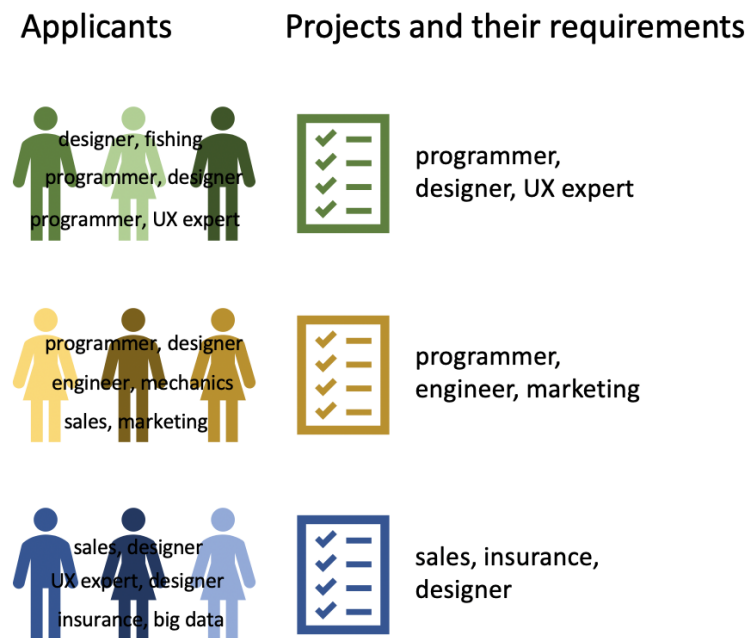 Applicants
Projects and their requirements
designer, fishing
programmer, designer
programmer, UX expert
programmer,
designer, UX expert
programmer, designer
engineer, mechanics
sales, marketing
programmer,
engineer, marketing
sales, designer
UX expert, designer
insurance, big data
sales, insurance,
designer